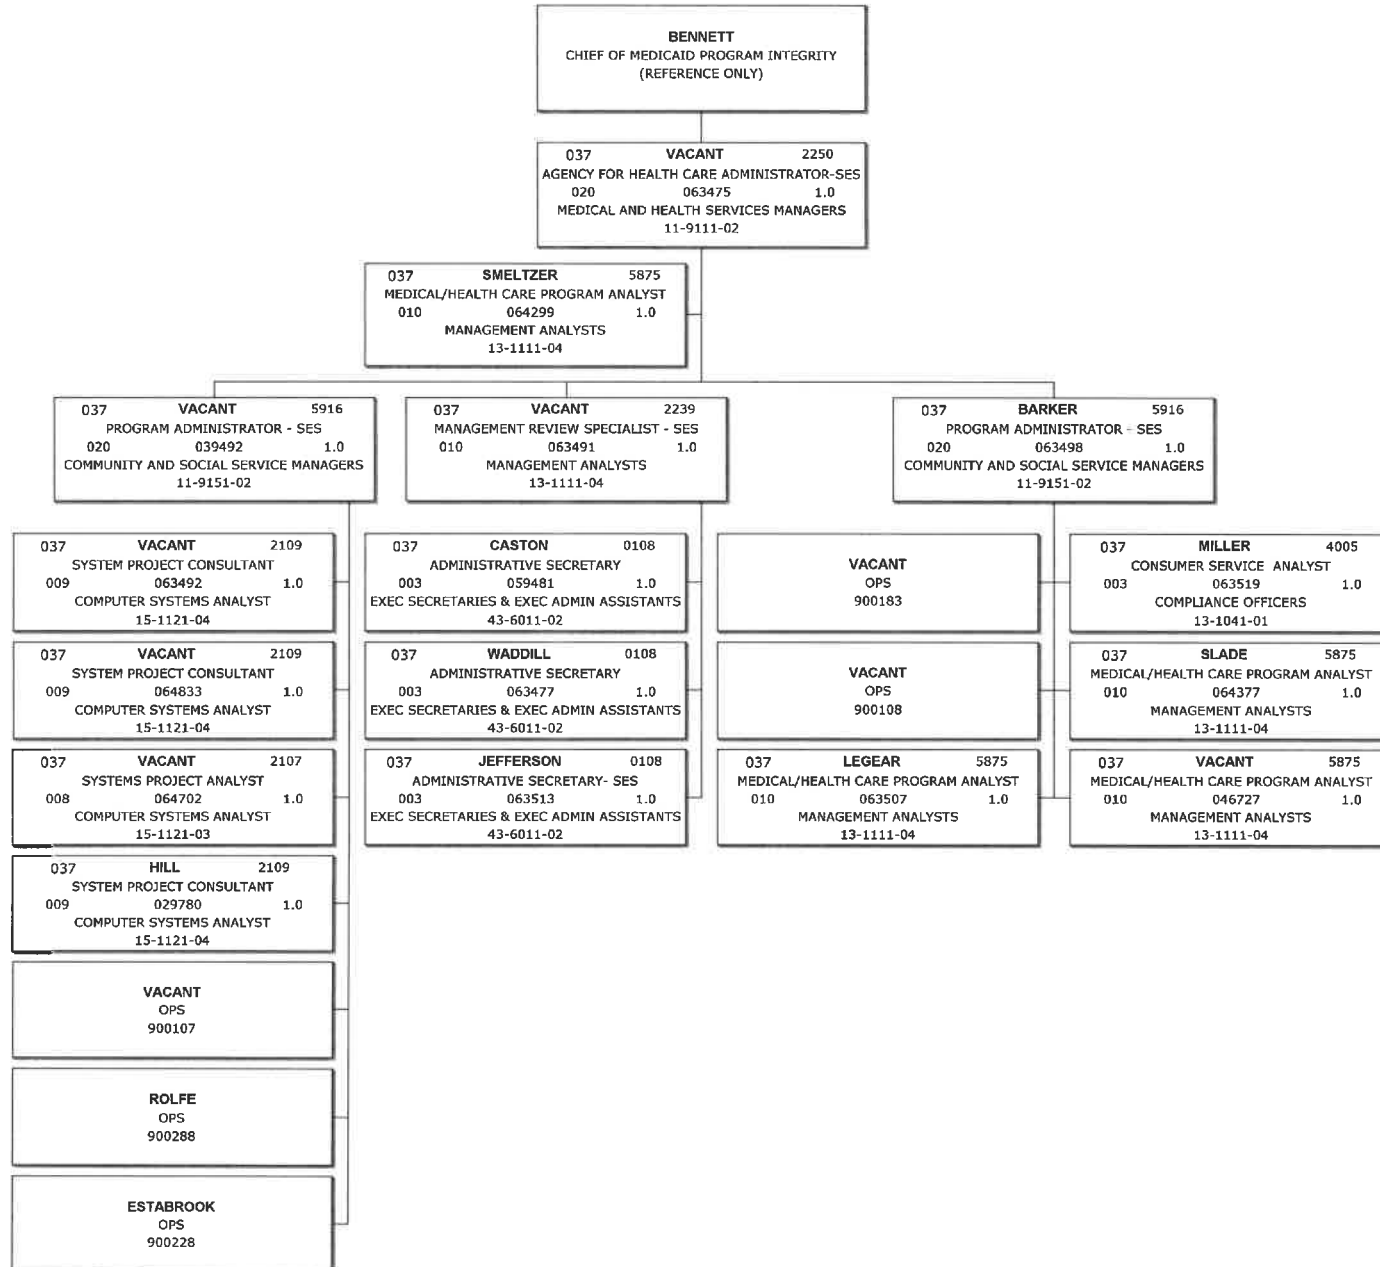 BENNETT
CHIEF OF MEDICAID PROGRAM INTEGRITY
(REFERENCE ONLY)
037 VACANT 2250
AGENCY FOR HEALTH CARE ADMINISTRATOR-SES
020 063475 1.0
MEDICAL AND HEALTH SERVICES MANAGERS
11-9111-02
037 SMELTZER 5875
MEDICAL/HEALTH CARE PROGRAM ANALYST
010 064299 1.0
MANAGEMENT ANALYSTS
13-1111-04
037 VACANT 5916
PROGRAM ADMINISTRATOR - SES
020 039492 1.0
COMMUNITY AND SOCIAL SERVICE MANAGERS
11-9151-02
037 VACANT 2239
MANAGEMENT REVIEW SPECIALIST - SES
010 063491 1.0
MANAGEMENT ANALYSTS
13-1111-04
037 BARKER 5916
PROGRAM ADMINISTRATOR - SES
020 063498 1.0
COMMUNITY AND SOCIAL SERVICE MANAGERS
11-9151-02
037 VACANT 2109
SYSTEM PROJECT CONSULTANT
009 063492 1.0
COMPUTER SYSTEMS ANALYST
15-1121-04
037 VACANT 2109
SYSTEM PROJECT CONSULTANT
009 064833 1.0
COMPUTER SYSTEMS ANALYST
15-1121-04
037 VACANT 2107
SYSTEMS PROJECT ANALYST
008 064702 1.0
COMPUTER SYSTEMS ANALYST
15-1121-03
037 HILL 2109
SYSTEM PROJECT CONSULTANT
009 029780 1.0
COMPUTER SYSTEMS ANALYST
15-1121-04
VACANT
OPS
900107
ROLFE
OPS
900288
ESTABROOK
OPS
900228
037 CASTON 0108
ADMINISTRATIVE SECRETARY
003 059481 1.0
EXEC SECRETARIES & EXEC ADMIN ASSISTANTS
43-6011-02
037 WADDILL 0108
ADMINISTRATIVE SECRETARY
003 063477 1.0
EXEC SECRETARIES & EXEC ADMIN ASSISTANTS
43-6011-02
037 JEFFERSON 0108
ADMINISTRATIVE SECRETARY- SES
003 063513 1.0
EXEC SECRETARIES & EXEC ADMIN ASSISTANTS
43-6011-02
VACANT
OPS
900183
VACANT
OPS
900108
037 LEGEAR 5875
MEDICAL/HEALTH CARE PROGRAM ANALYST
010 063507 1.0
MANAGEMENT ANALYSTS
13-1111-04
037 MILLER 4005
CONSUMER SERVICE ANALYST
003 063519 1.0
COMPLIANCE OFFICERS
13-1041-01
037 SLADE 5875
MEDICAL/HEALTH CARE PROGRAM ANALYST
010 064377 1.0
MANAGEMENT ANALYSTS
13-1111-04
037 VACANT 5875
MEDICAL/HEALTH CARE PROGRAM ANALYST
010 046727 1.0
MANAGEMENT ANALYSTS
13-1111-04